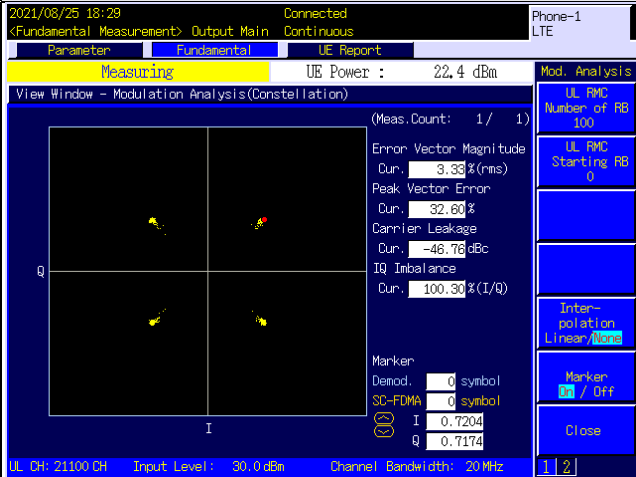 2021/08/25 18:29 Connected Phone-1
<Fundamental Measurement> Output Main Continuous LTE
Parameter Fundamental UE Report
Measuring UE Power : 22.4 dBm Mod. Analysis
View Window - Modulation Analysis(Constellation)
UL RMC
Number of RB
100
(Meas.Count: 1/ 1)
Error Vector Magnitude
Cur. 3.33 %(rms)
Peak Vector Error
Cur. 32.60 %
Carrier Leakage
Cur. -46.76 dBc
IQ Imbalance
Cur. 100.30 %(I/Q)
UL RMC
Starting RB
0
Q
I
Inter-
polation
Linear/None
Marker
Demod. 0 symbol
SC-FDMA 0 symbol
I 0.7204
Q 0.7174
Marker
On / Off
Close
UL CH: 21100 CH Input Level: 30.0 dBm Channel Bandwidth: 20 MHz
1 2